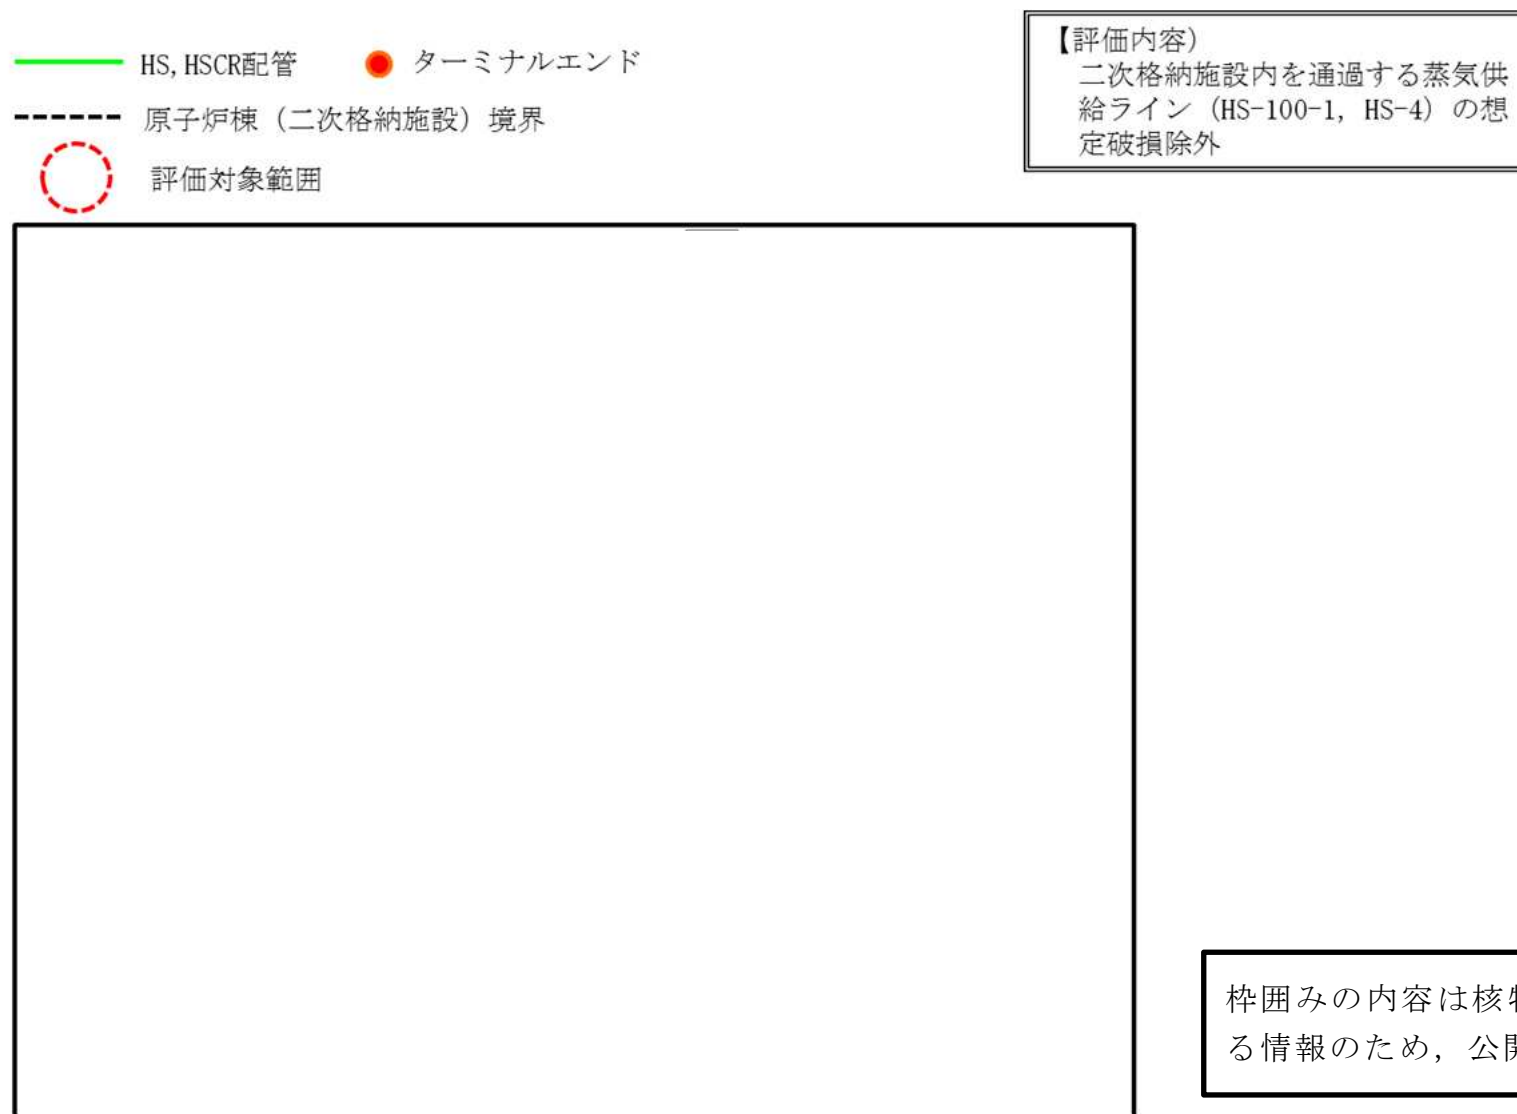 HS,HSCR配管
ターミナルエンド
原子炉棟（二次格納施設）境界
評価対象範囲
【評価内容）
二次格納施設内を通過する蒸気供
給ライン（HS-100-1, HS-4）の想
定破損除外
枠囲みの内容は核
る情報のため，公